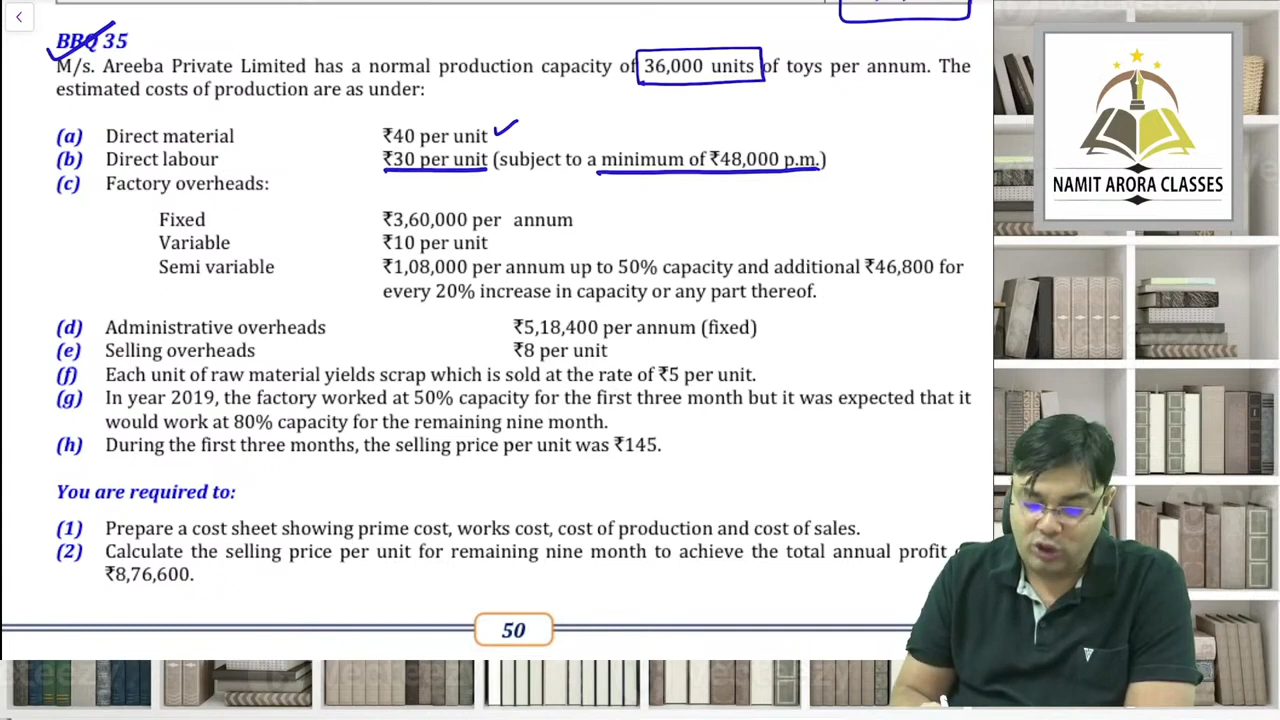 BBQ 35
M/s. Areeba Private Limited has a normal production capacity of 36,000 units of toys per annum. The
estimated costs of production are as under:
(a) Direct material ₹40 per unit
(b) Direct labour ₹30 per unit (subject to a minimum of ₹48,000 p.m.)
(c) Factory overheads:
Fixed ₹3,60,000 per annum
Variable ₹10 per unit
Semi variable ₹1,08,000 per annum up to 50% capacity and additional ₹46,800 for
every 20% increase in capacity or any part thereof.
(d) Administrative overheads ₹5,18,400 per annum (fixed)
(e) Selling overheads ₹8 per unit
(f) Each unit of raw material yields scrap which is sold at the rate of ₹5 per unit.
(g) In year 2019, the factory worked at 50% capacity for the first three month but it was expected that it
would work at 80% capacity for the remaining nine month.
(h) During the first three months, the selling price per unit was ₹145.
You are required to:
(1) Prepare a cost sheet showing prime cost, works cost, cost of production and cost of sales.
(2) Calculate the selling price per unit for remaining nine month to achieve the total annual profit
₹8,76,600.
50
NAMIT ARORA CLASSES